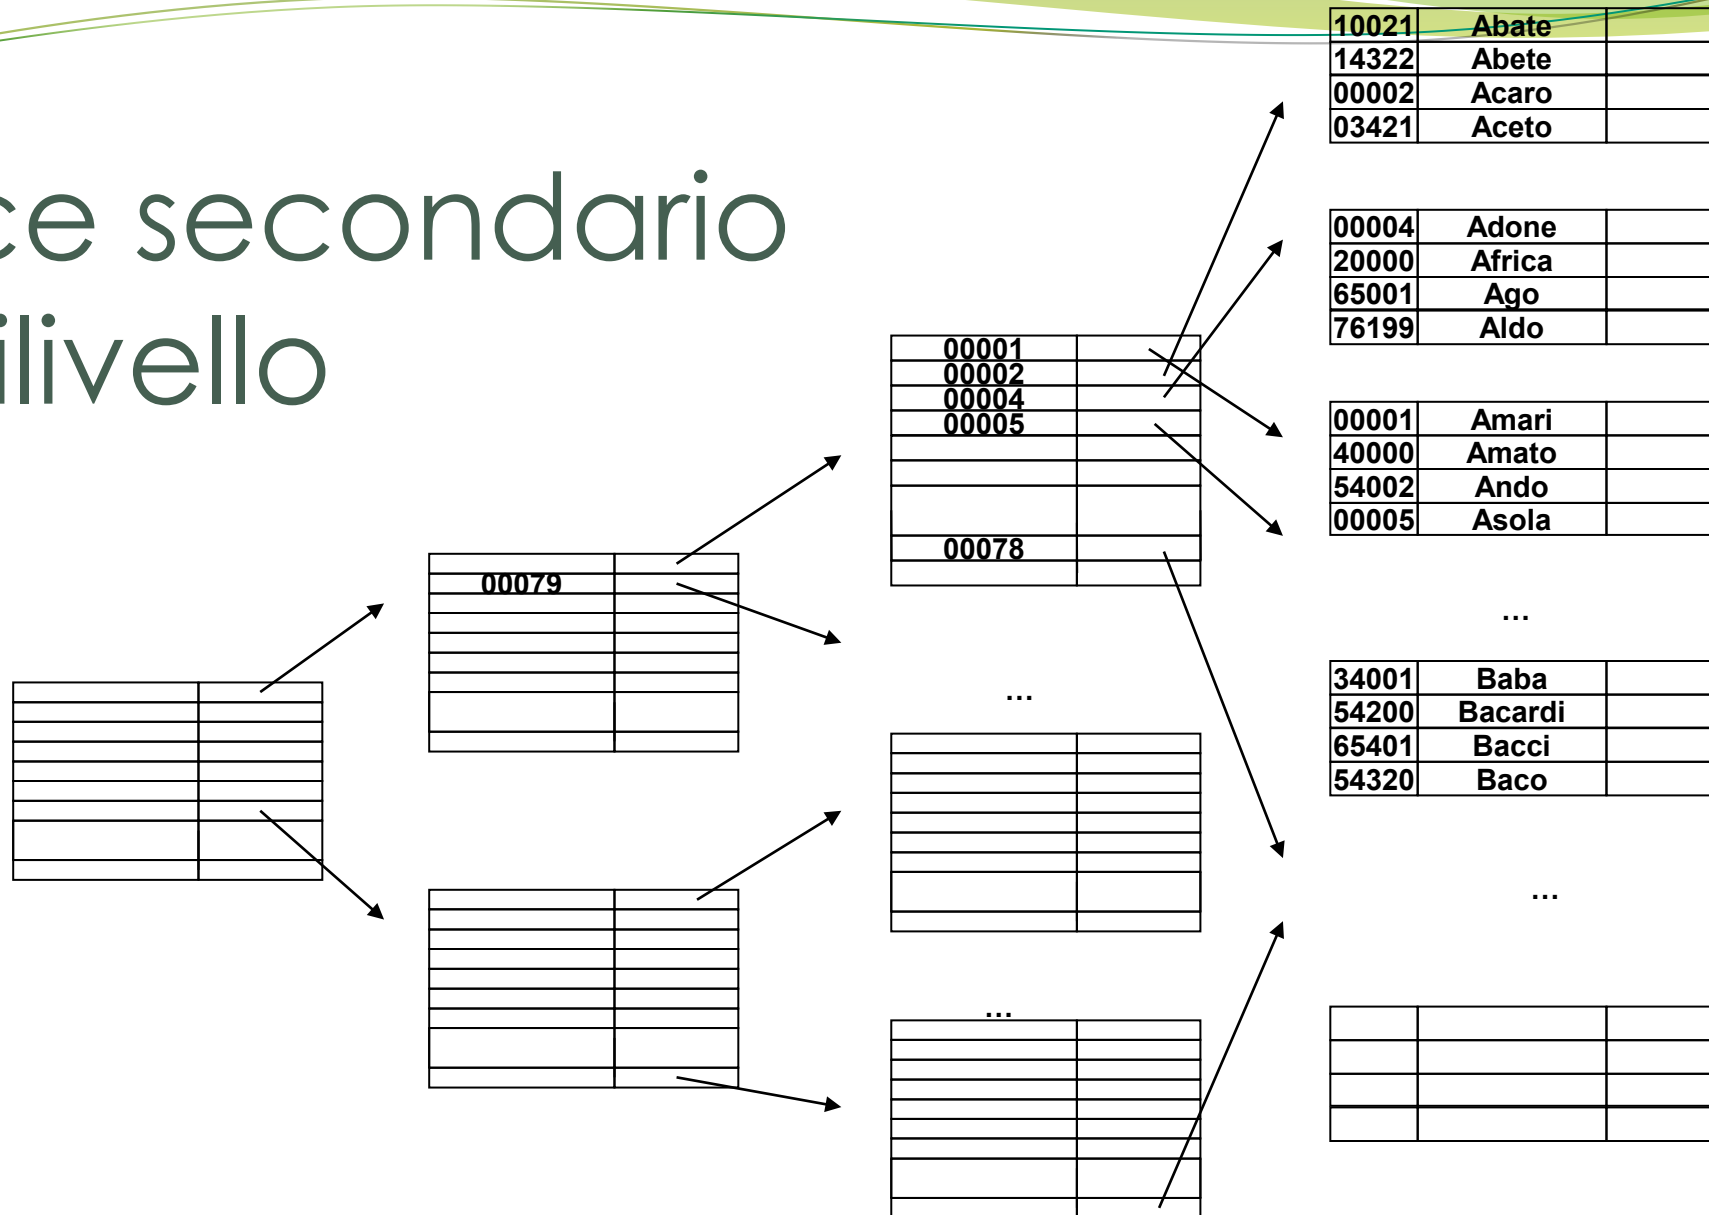 ce secondario
ilivello
00079
00001
00002
00004
00005
00078
…
…
10021 Abate
14322 Abete
00002 Acaro
03421 Aceto
00004 Adone
20000 Africa
65001 Ago
76199 Aldo
00001 Amari
40000 Amato
54002 Ando
00005 Asola
…
34001 Baba
54200 Bacardi
65401 Bacci
54320 Baco
…